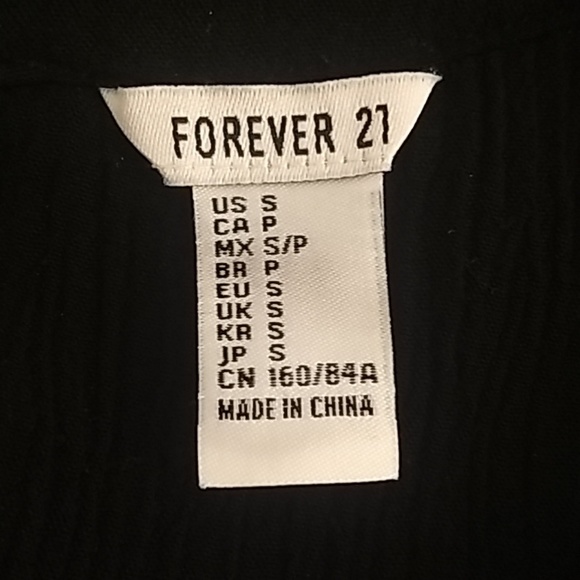 FOREVER 21
US S
CA P
MX S/P
BR P
EU S
UK S
KR S
JP S
CN 160/84A
MADE IN CHINA